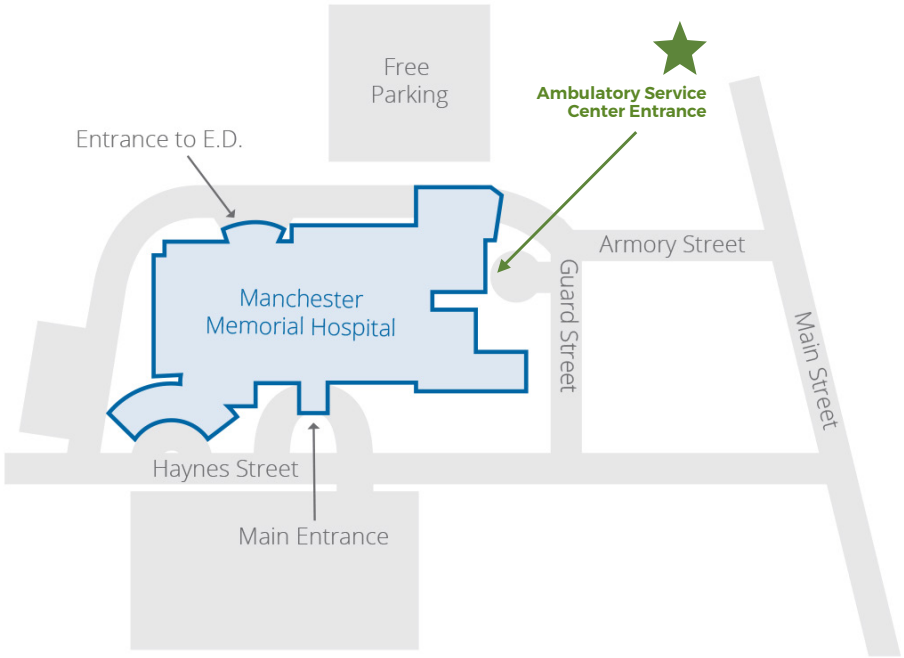 Free
Parking
Ambulatory Service
Center Entrance
Entrance to E.D.
Armory Street
Manchester
Memorial Hospital
Guard Street
Main Street
Haynes Street
Main Entrance